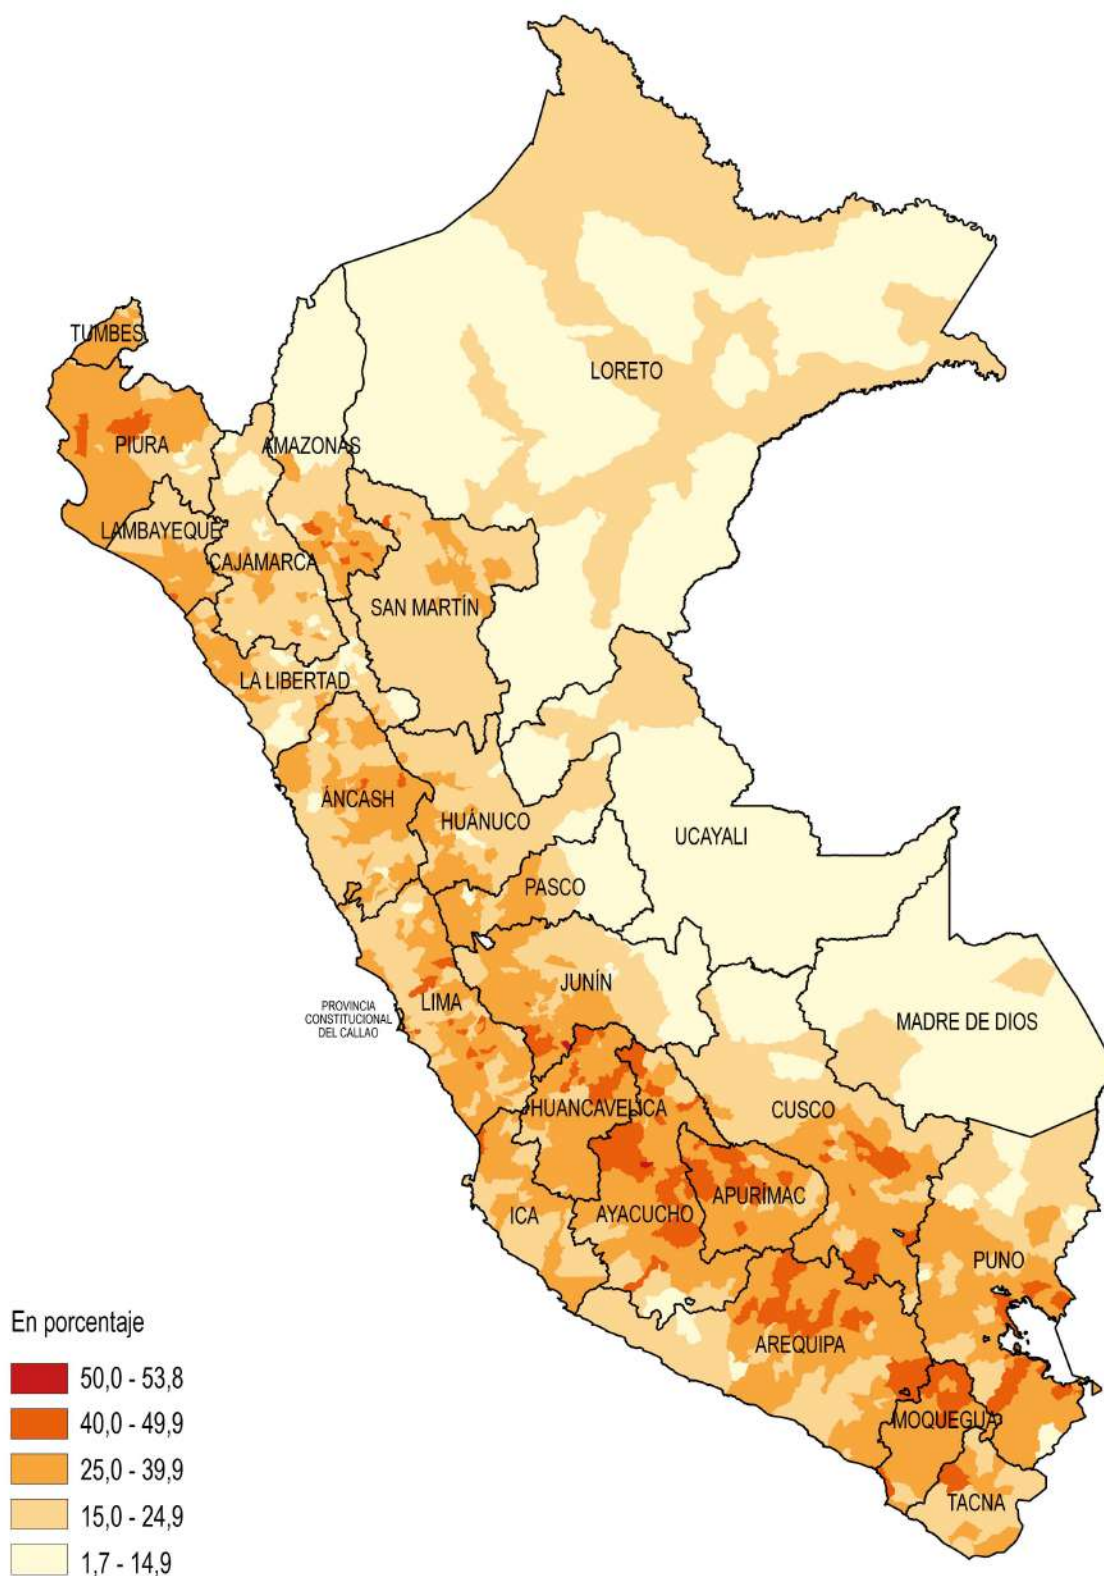 TUMBES
LORETO
PIURA
AMAZONAS
LAMBAYEQUE
CAJAMARCA
SAN MARTÍN
LA LIBERTAD
ÁNCASH
HUÁNUCO
UCAYALI
PASCO
JUNÍN
LIMA
PROVINCIA
CONSTITUCIONAL
DEL CALLAO
MADRE DE DIOS
HUANCAVELICA
CUSCO
APURÍMAC
ICA
AYACUCHO
PUNO
AREQUIPA
MOQUEGUA
TACNA
En porcentaje
50,0 - 53,8
40,0 - 49,9
25,0 - 39,9
15,0 - 24,9
1,7 - 14,9